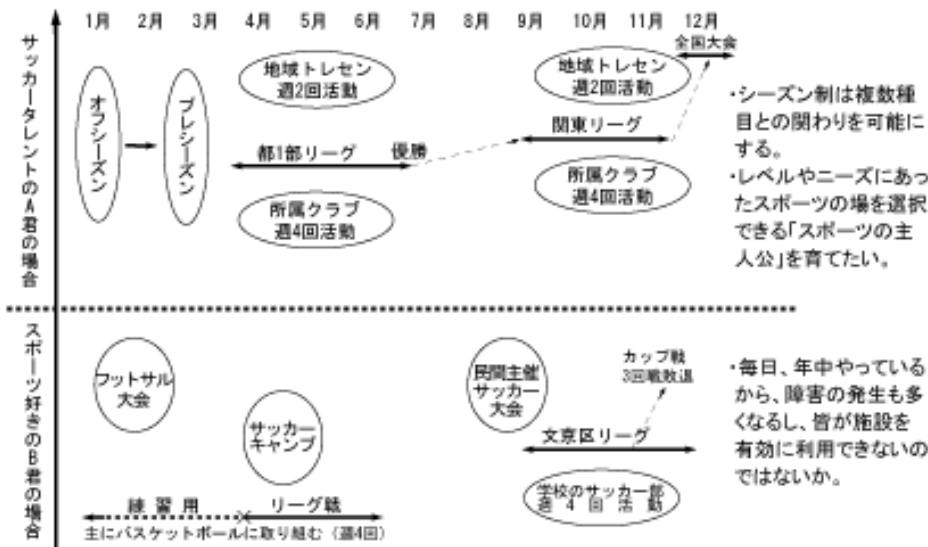 1月 2月 3月 4月 5月 6月 7月 8月 9月 10月 11月 12月
サッカータレントのA君の場合
オフシーズン
プレシーズン
地域トレセン
週2回活動
都1部リーグ
優勝
所属クラブ
週4回活動
全国大会
地域トレセン
週2回活動
関東リーグ
所属クラブ
週4回活動
・シーズン制は複数種
目との関わりを可能に
する。
・レベルやニーズにあっ
たスポーツの場を選択
できる「スポーツの主
人公」を育てたい。
スポーツ好きのB君の場合
フットサル
大会
サッカー
キャンプ
練習用
リーグ戦
主にバスケットボールに取り組む（週4回）
民間主催
サッカー
大会
カップ戦
3回戦敗退
文京区リーグ
学校のサッカー部
週4回活動
・毎日、年中やっている
から、障害の発生も多
くなるし、皆が施設を
有効に利用できないの
ではないか。